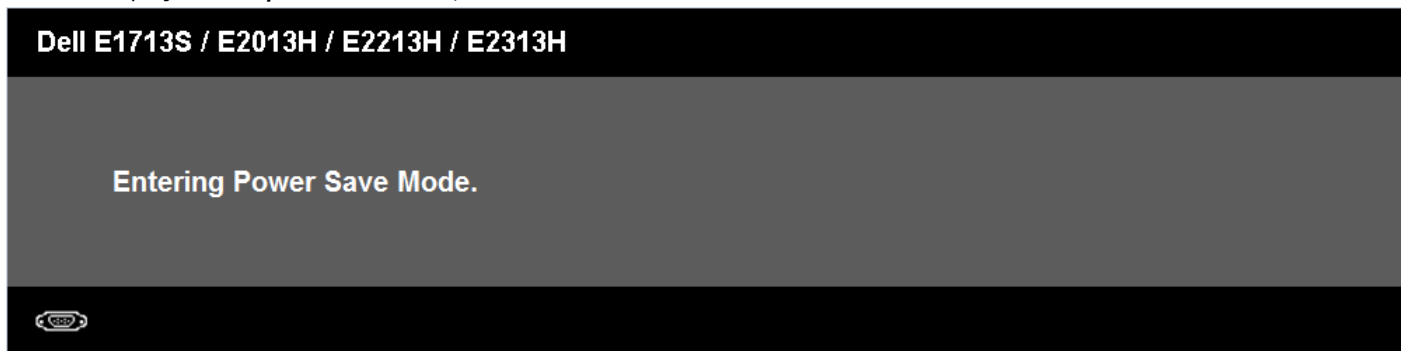 Dell E1713S / E2013H / E2213H / E2313H
Entering Power Save Mode.